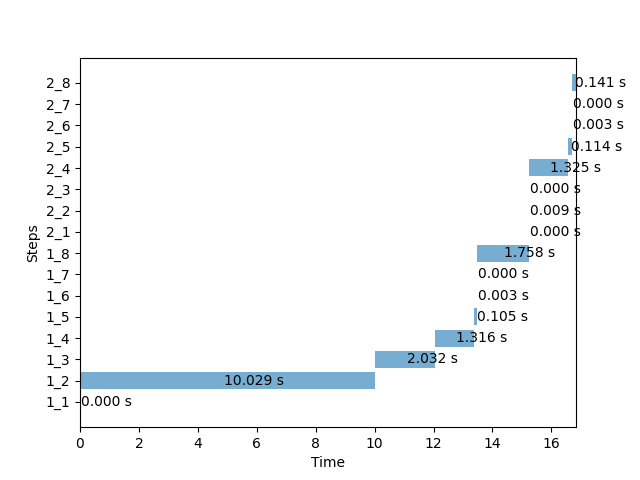 2_8 0.141 s
2_7 0.000 s
2_6 0.003 s
2_5 0.114 s
2_4 1.325 s
2_3 0.000 s
2_2 0.009 s
2_1 0.000 s
1_8 1.758 s
1_7 0.000 s
1_6 0.003 s
1_5 0.105 s
1_4 1.316 s
1_3 2.032 s
1_2 10.029 s
1_1 0.000 s
Steps
0 2 4 6 8 10 12 14 16
Time